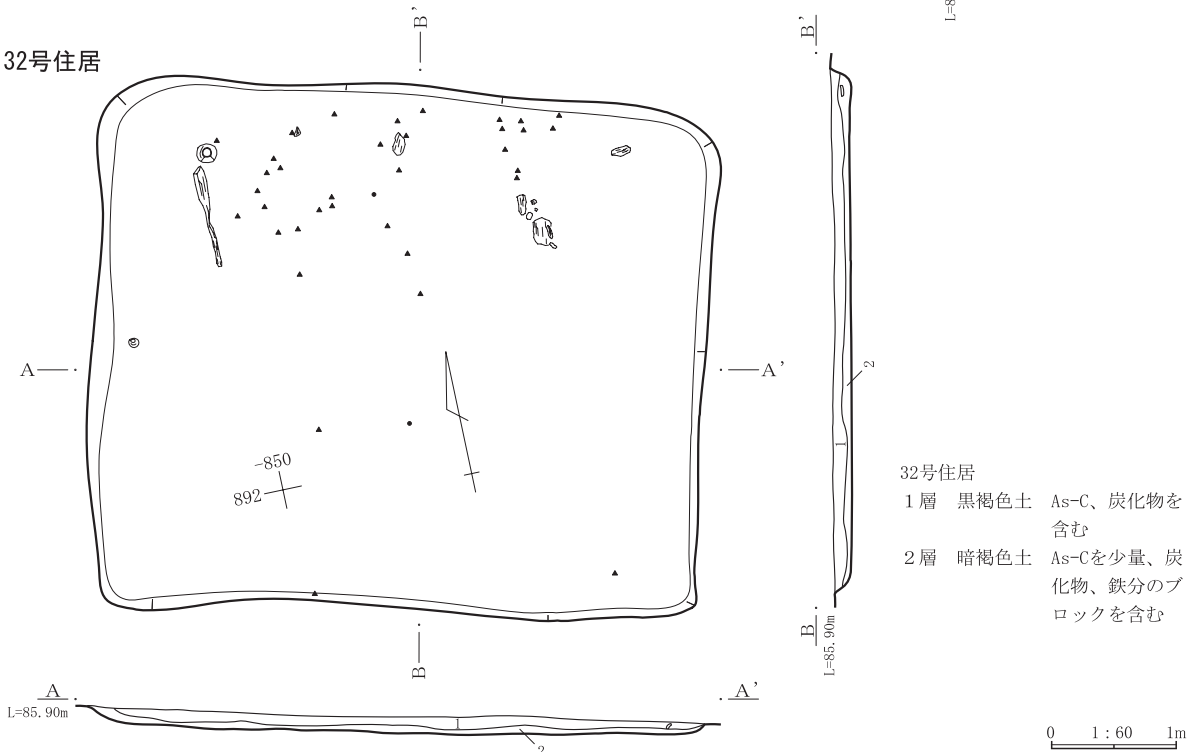 L=8
32号住居
B'
B'
A
A'
-850
892
2
1
B
B
L=85.90m
32号住居
1層 黒褐色土 As-C、炭化物を
含む
2層 暗褐色土 As-Cを少量、炭
化物、鉄分のブ
ロックを含む
A
A'
L=85.90m
1
2
0 1:60 1m